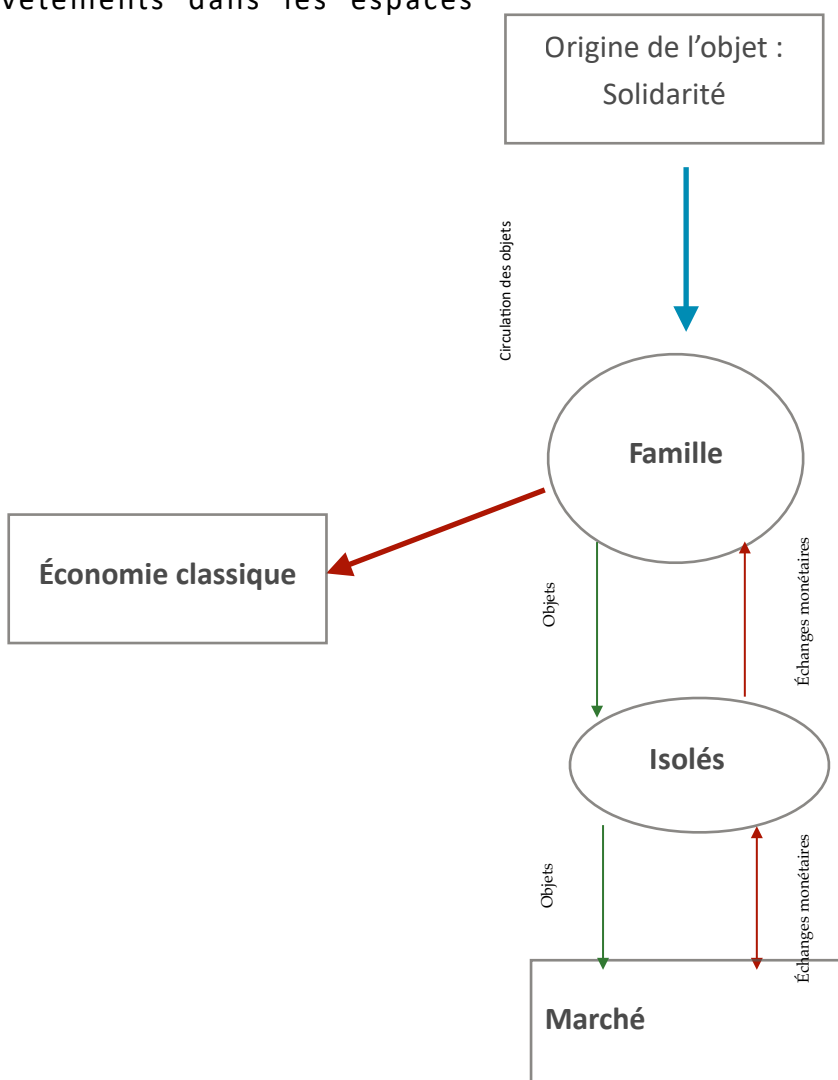 vêtements dans les espaces
Origine de l’objet :
Solidarité
Circulation des objets
Famille
Économie classique
Objets
Échanges monétaires
Isolés
Objets
Échanges monétaires
Marché